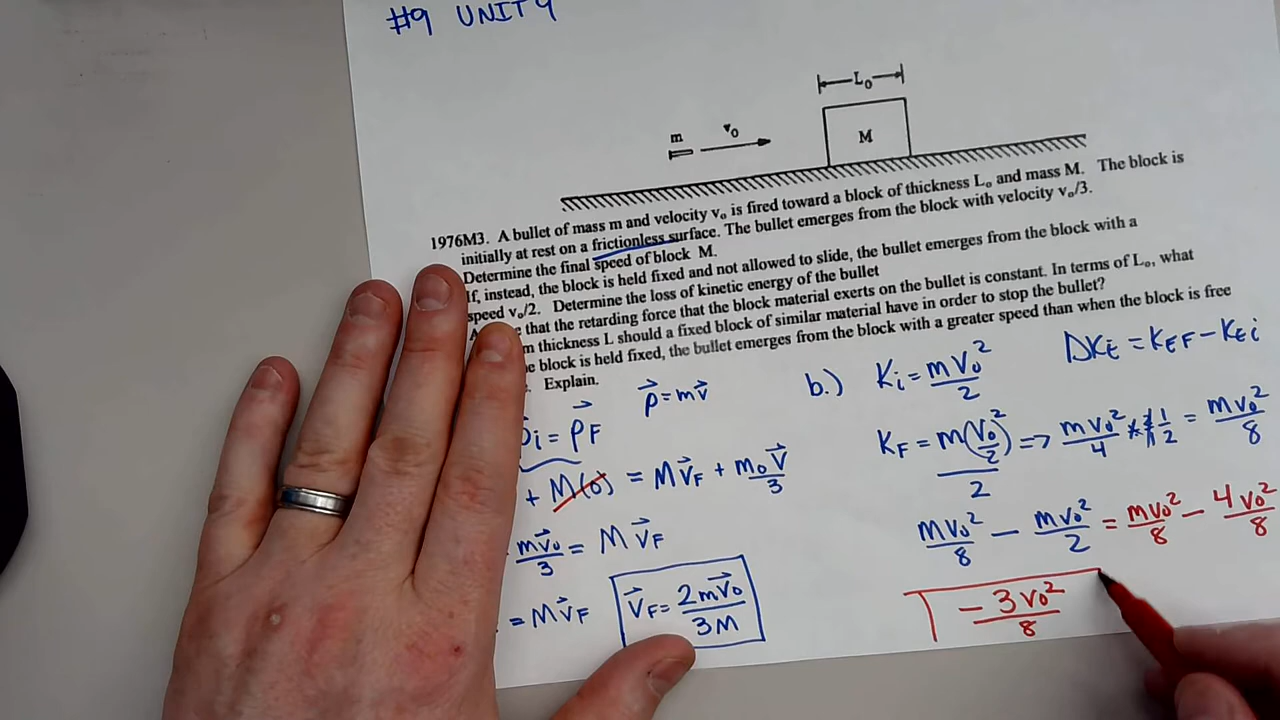 #9 UNIT 9
L₀
m v₀
M
1976M3. A bullet of mass m and velocity v₀ is fired toward a block of thickness L₀ and mass M. The block is
initially at rest on a frictionless surface. The bullet emerges from the block with velocity v₀/3.
Determine the final speed of block M.
If, instead, the block is held fixed and not allowed to slide, the bullet emerges from the block with a
speed v₀/2. Determine the loss of kinetic energy of the bullet
that the retarding force that the block material exerts on the bullet is constant. In terms of L₀, what
thickness L should a fixed block of similar material have in order to stop the bullet?
block is held fixed, the bullet emerges from the block with a greater speed than when the block is free
Explain.
p⃗ = mv⃗
i = p⃗F
+ M(0) = Mv⃗F + m₀v⃗/3
mv⃗₀/3 = Mv⃗F
= Mv⃗F
v⃗F = 2mv⃗₀/3M
b.) Ki = mv₀²/2
ΔKE = KEF - KEi
KF = m(v₀/2)²/2 => mv₀²/4 * 1/2 = mv₀²/8
mv₀²/8 - mv₀²/2 = mv₀²/8 - 4v₀²/8
-3v₀²/8